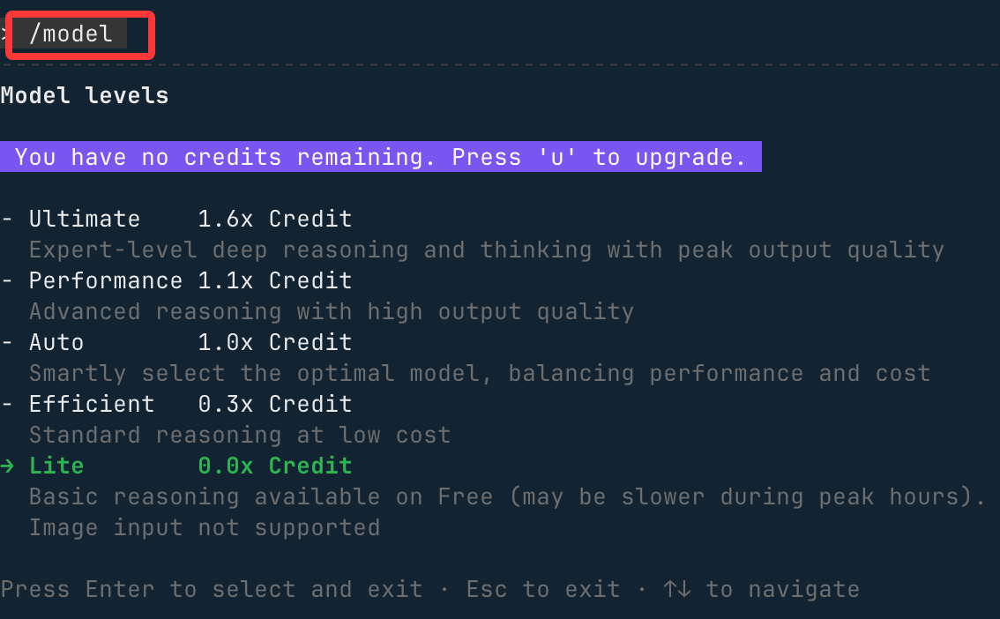 > /model
Model levels
You have no credits remaining. Press 'u' to upgrade.
- Ultimate    1.6x Credit
Expert-level deep reasoning and thinking with peak output quality
- Performance 1.1x Credit
Advanced reasoning with high output quality
- Auto        1.0x Credit
Smartly select the optimal model, balancing performance and cost
- Efficient   0.3x Credit
Standard reasoning at low cost
→ Lite        0.0x Credit
Basic reasoning available on Free (may be slower during peak hours).
Image input not supported
Press Enter to select and exit · Esc to exit · ↑↓ to navigate